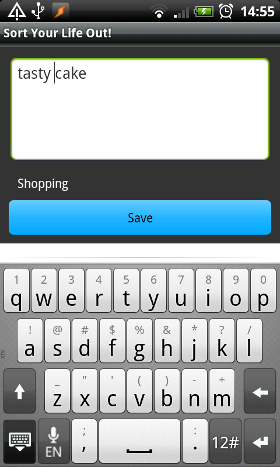 14:55
Sort Your Life Out!
tasty cake
Shopping
Save
1 2 3 4 5 6 7 8 9 0
q w e r t y u i o p
! @ # $ % & * ? /
a s d f g h j k l
_ " ' ( ) - +
z x c v b n m
EN ; , : . 12#